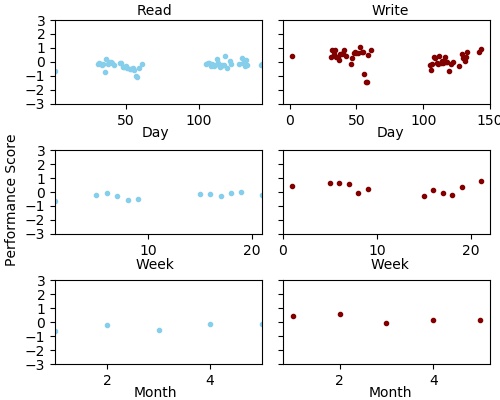 Read Write
3 2 1 0 −1 −2 −3
50 100 0 50 100 150
Day Day
3 2 1 0 −1 −2 −3
10 20 0 10 20
Week Week
Performance Score
3 2 1 0 −1 −2 −3
2 4 2 4
Month Month